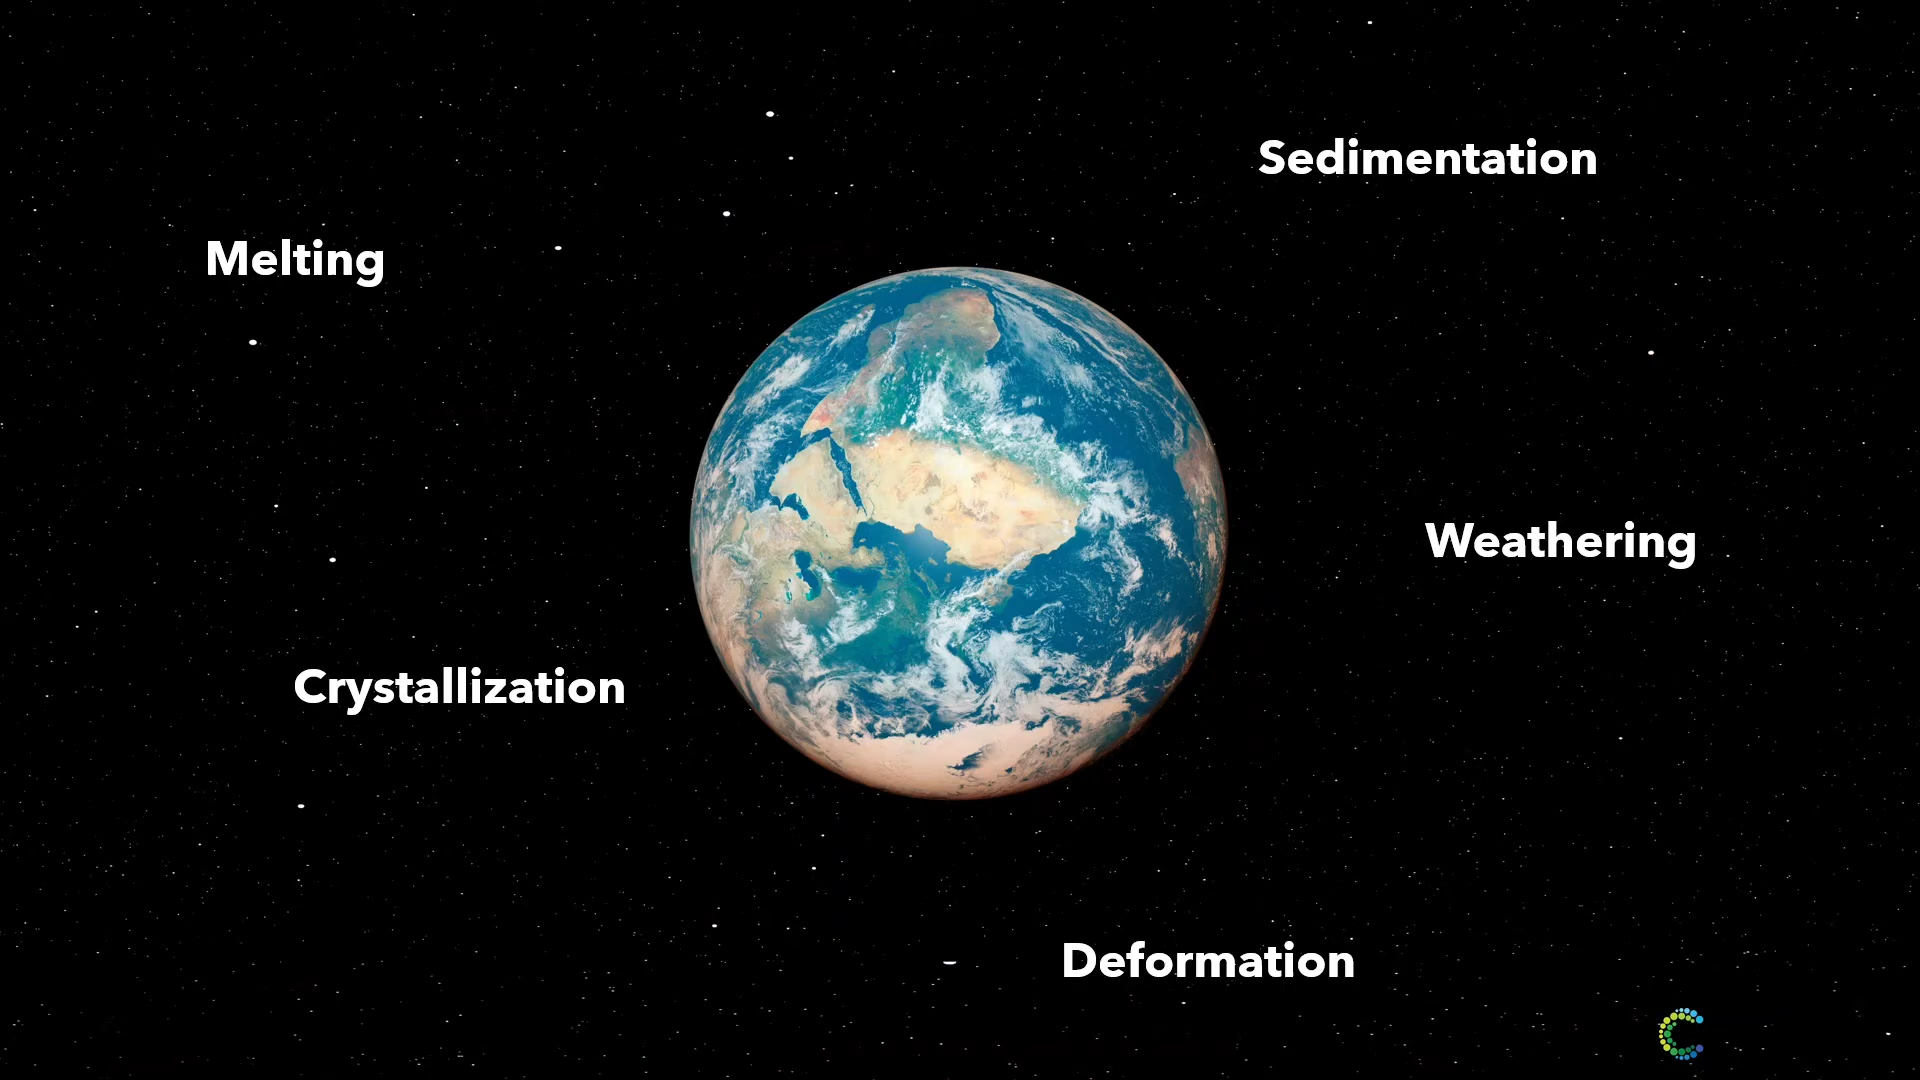 Sedimentation
Melting
Weathering
Crystallization
Deformation